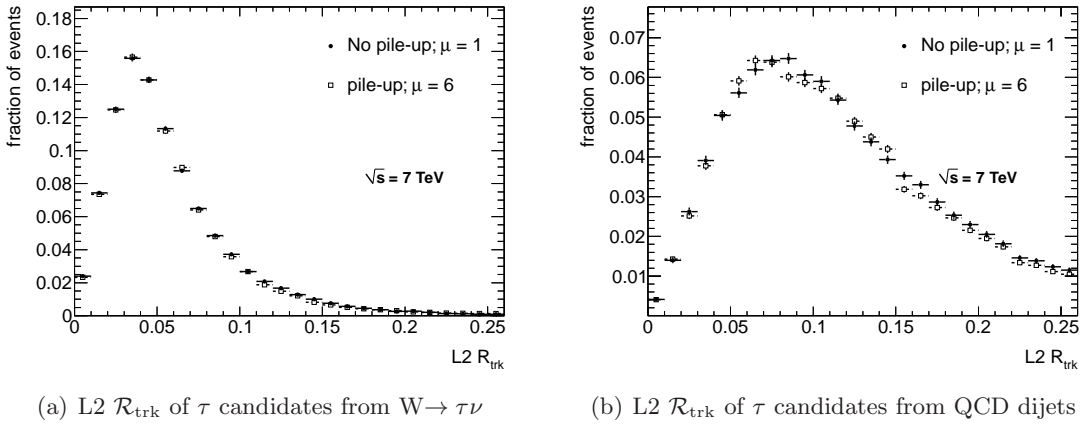 fraction of events
0.18
0.16
0.14
0.12
0.1
0.08
0.06
0.04
0.02
0
No pile-up; μ = 1
pile-up; μ = 6
√s = 7 TeV
0 0.05 0.1 0.15 0.2 0.25
L2 R_trk
(a) L2 R_trk of τ candidates from W→ τν
fraction of events
0.07
0.06
0.05
0.04
0.03
0.02
0.01
No pile-up; μ = 1
pile-up; μ = 6
√s = 7 TeV
0 0.05 0.1 0.15 0.2 0.25
L2 R_trk
(b) L2 R_trk of τ candidates from QCD dijets